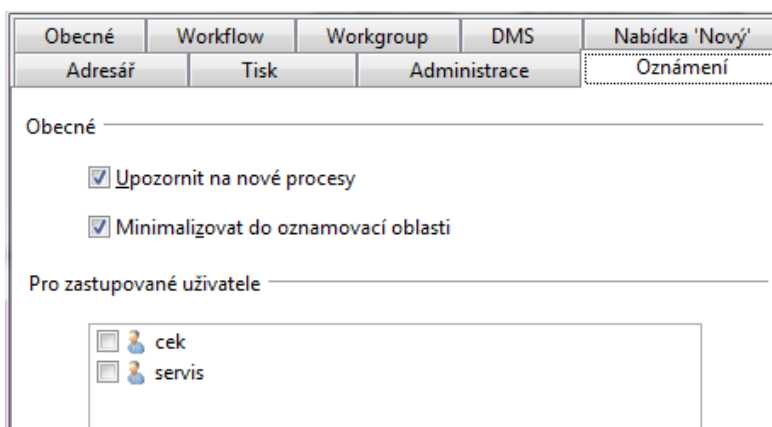 Obecné Workflow Workgroup DMS Nabídka 'Nový'
Adresář Tisk Administrace Oznámení
Obecné
Upozornit na nové procesy
Minimalizovat do oznamovací oblasti
Pro zastupované uživatele
cek
servis